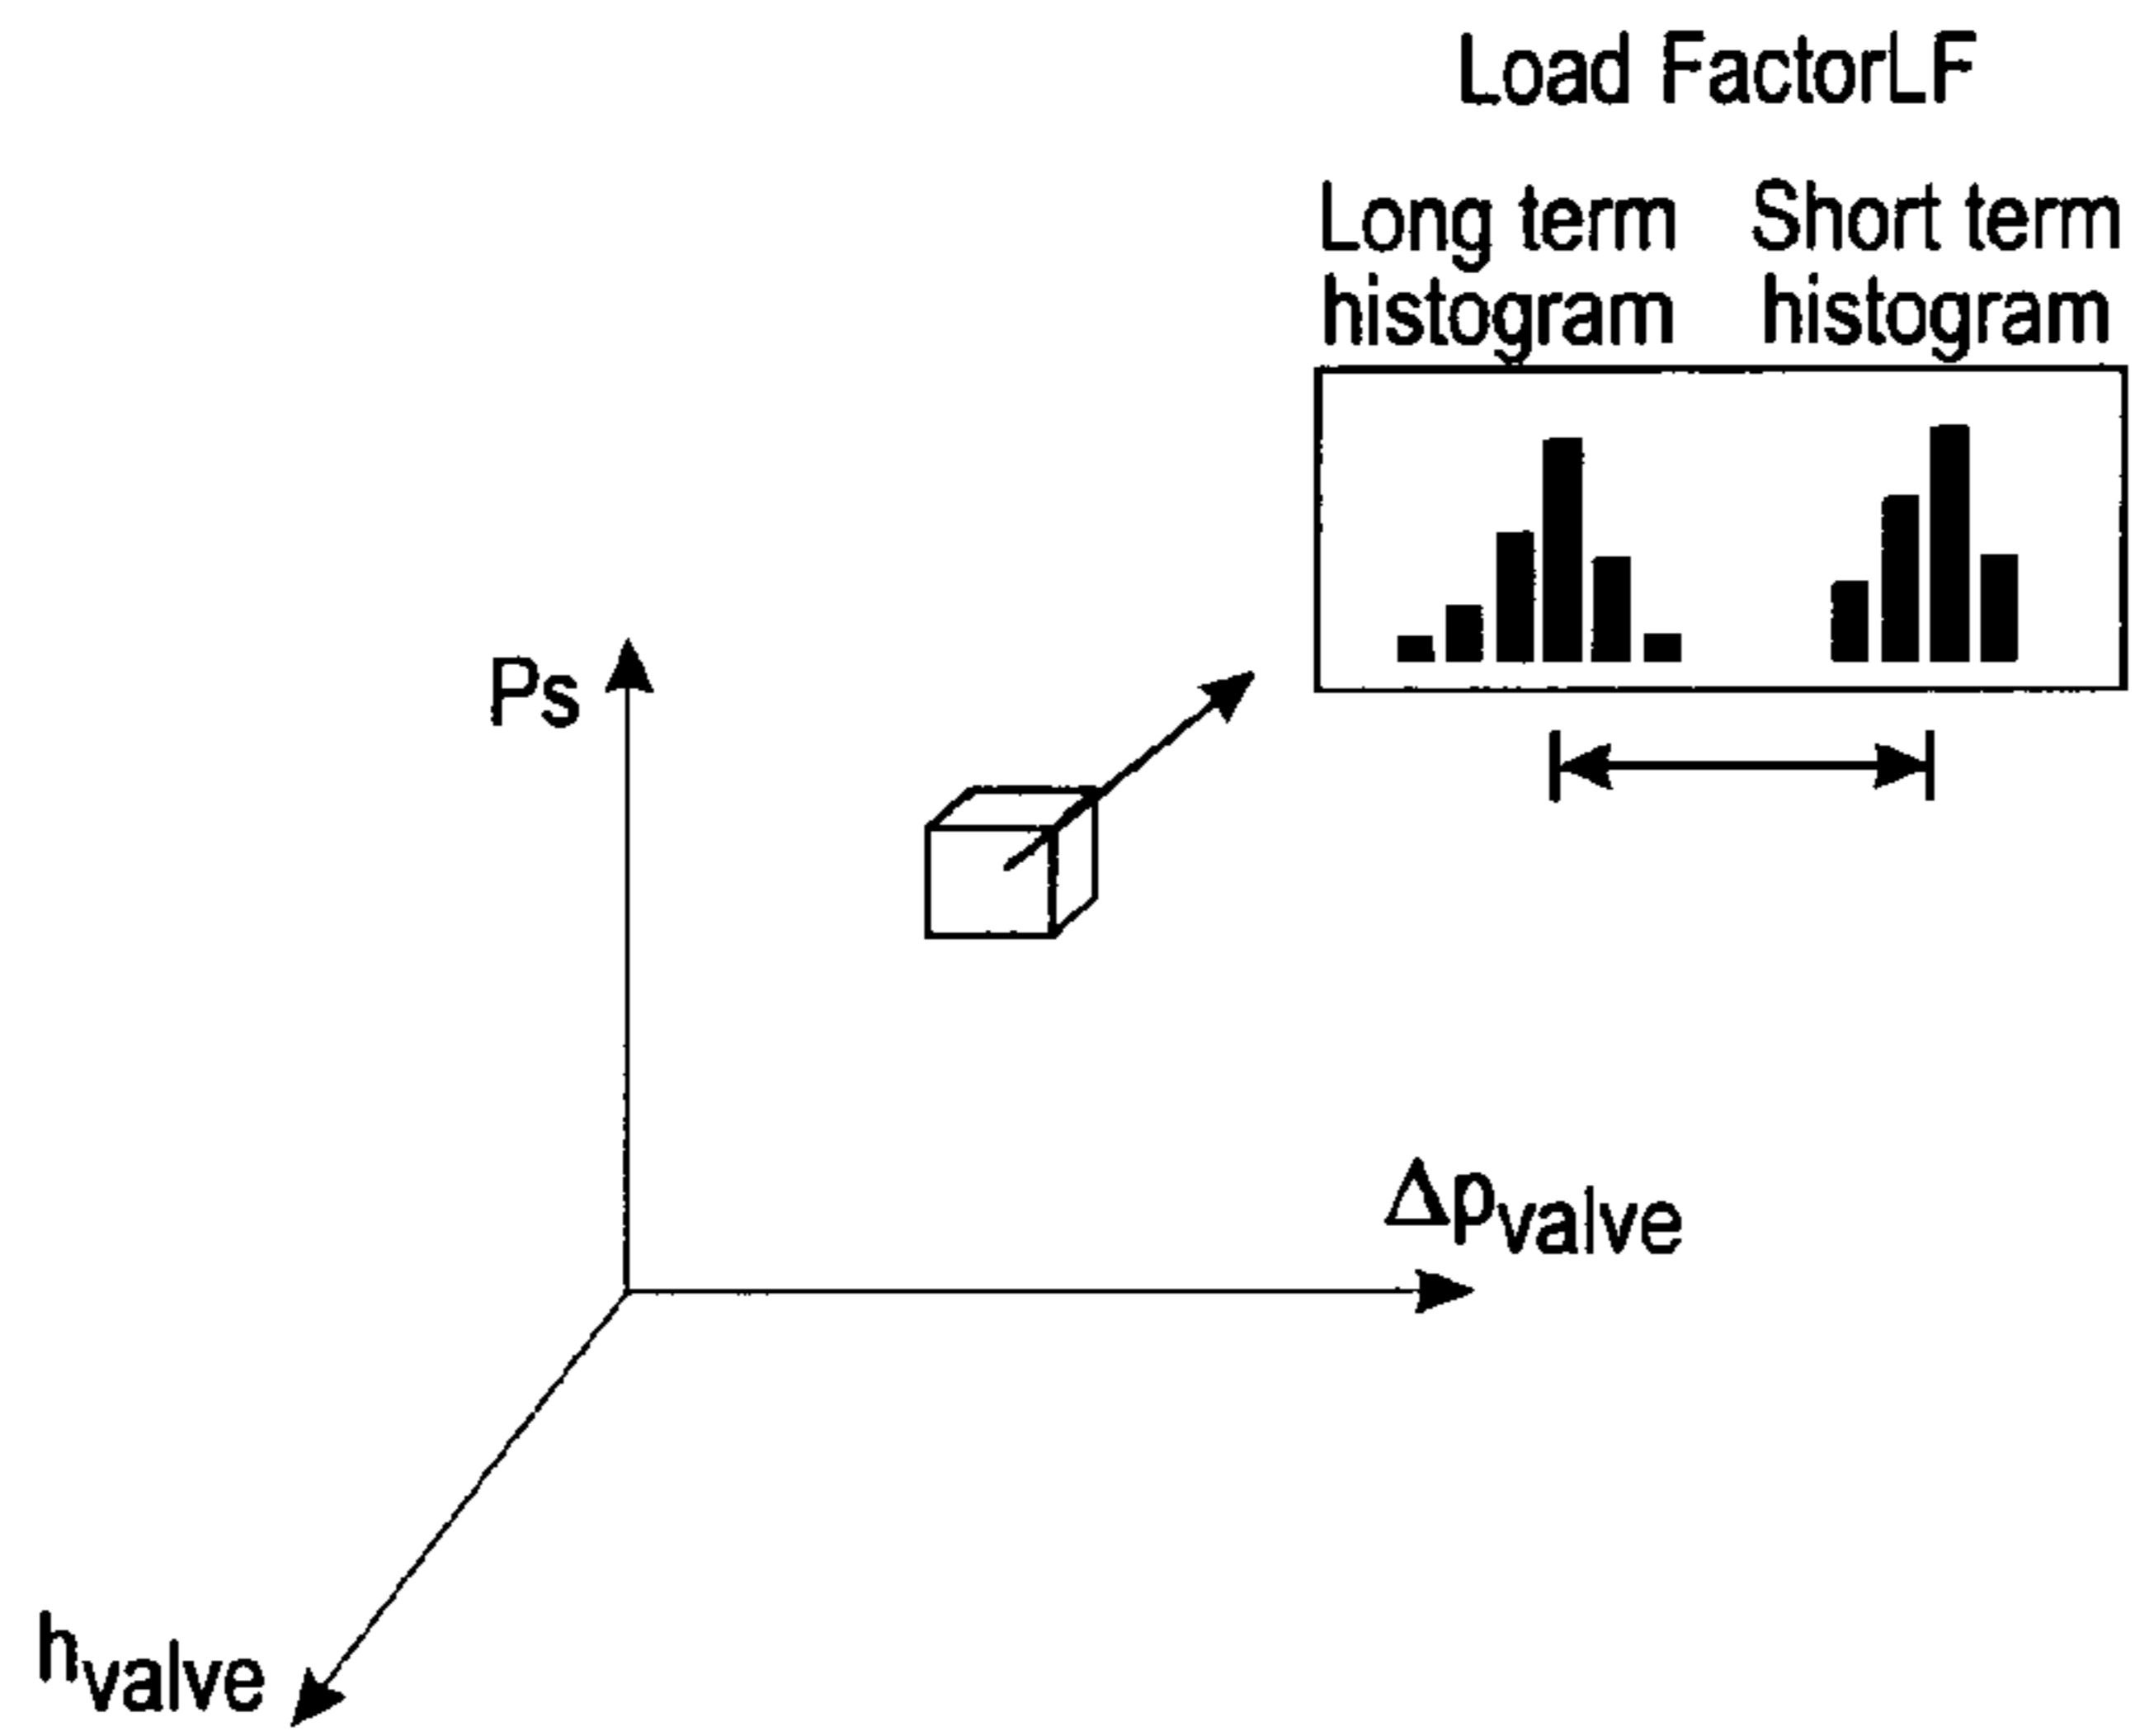 Load FactorLF
Long term Short term
histogram histogram
Ps
Δpvalve
hvalve